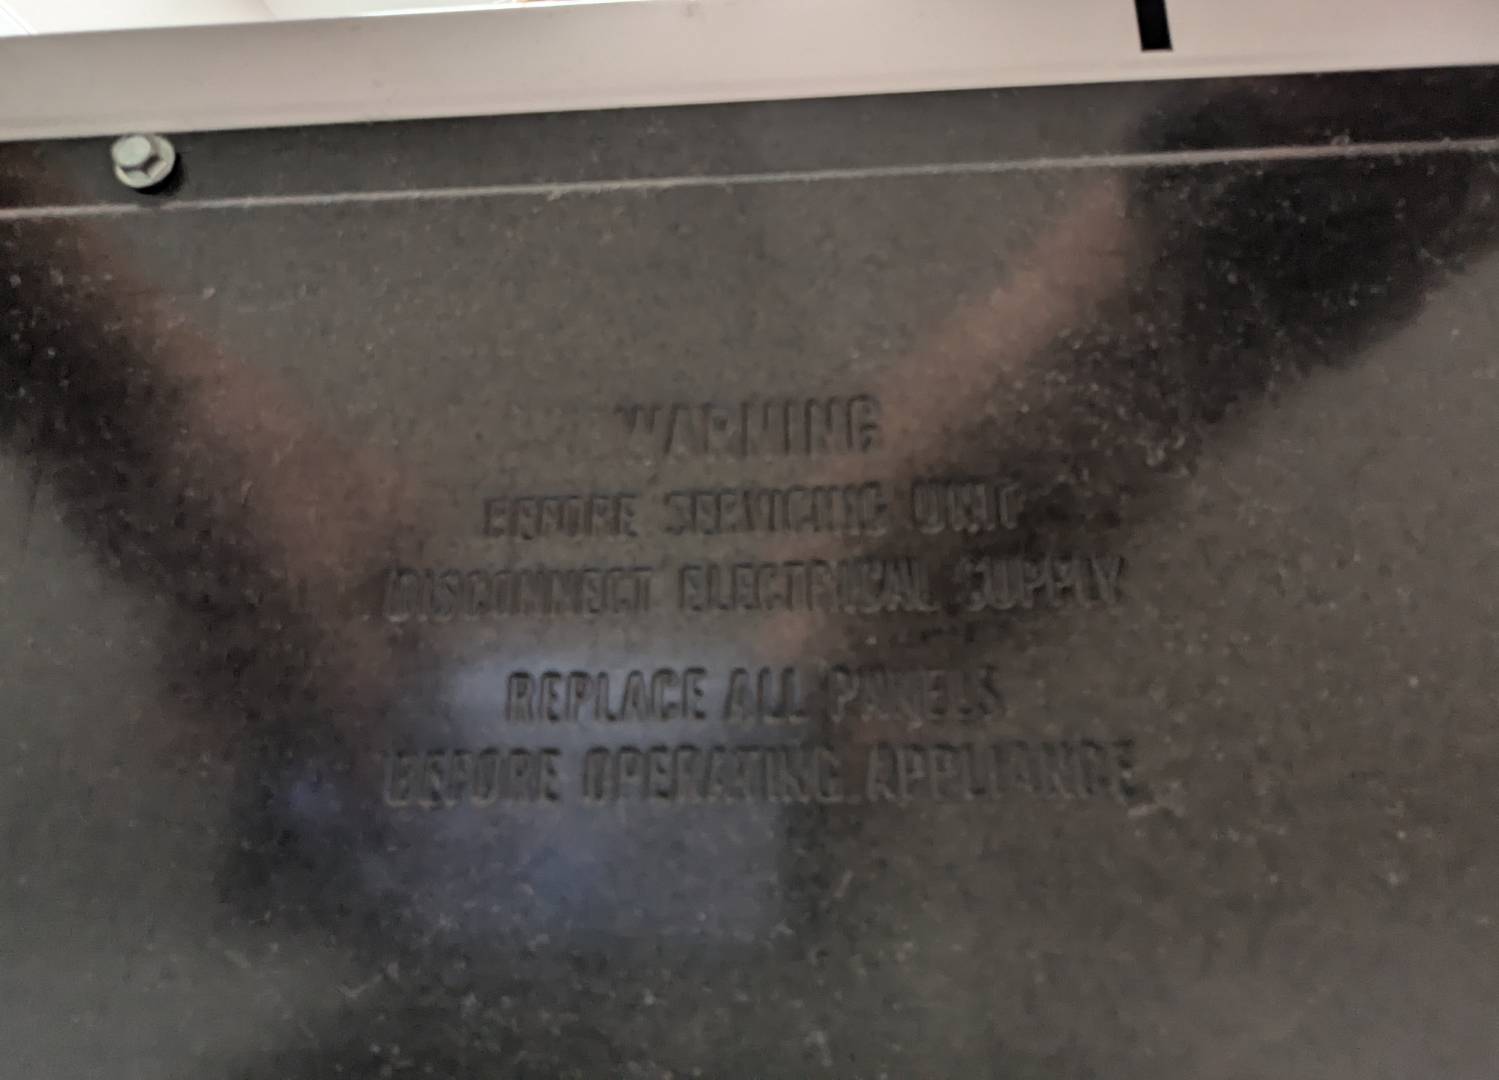 WARNING
BEFORE SERVICING UNIT
DISCONNECT ELECTRICAL SUPPLY
REPLACE ALL PANELS
BEFORE OPERATING APPLIANCE